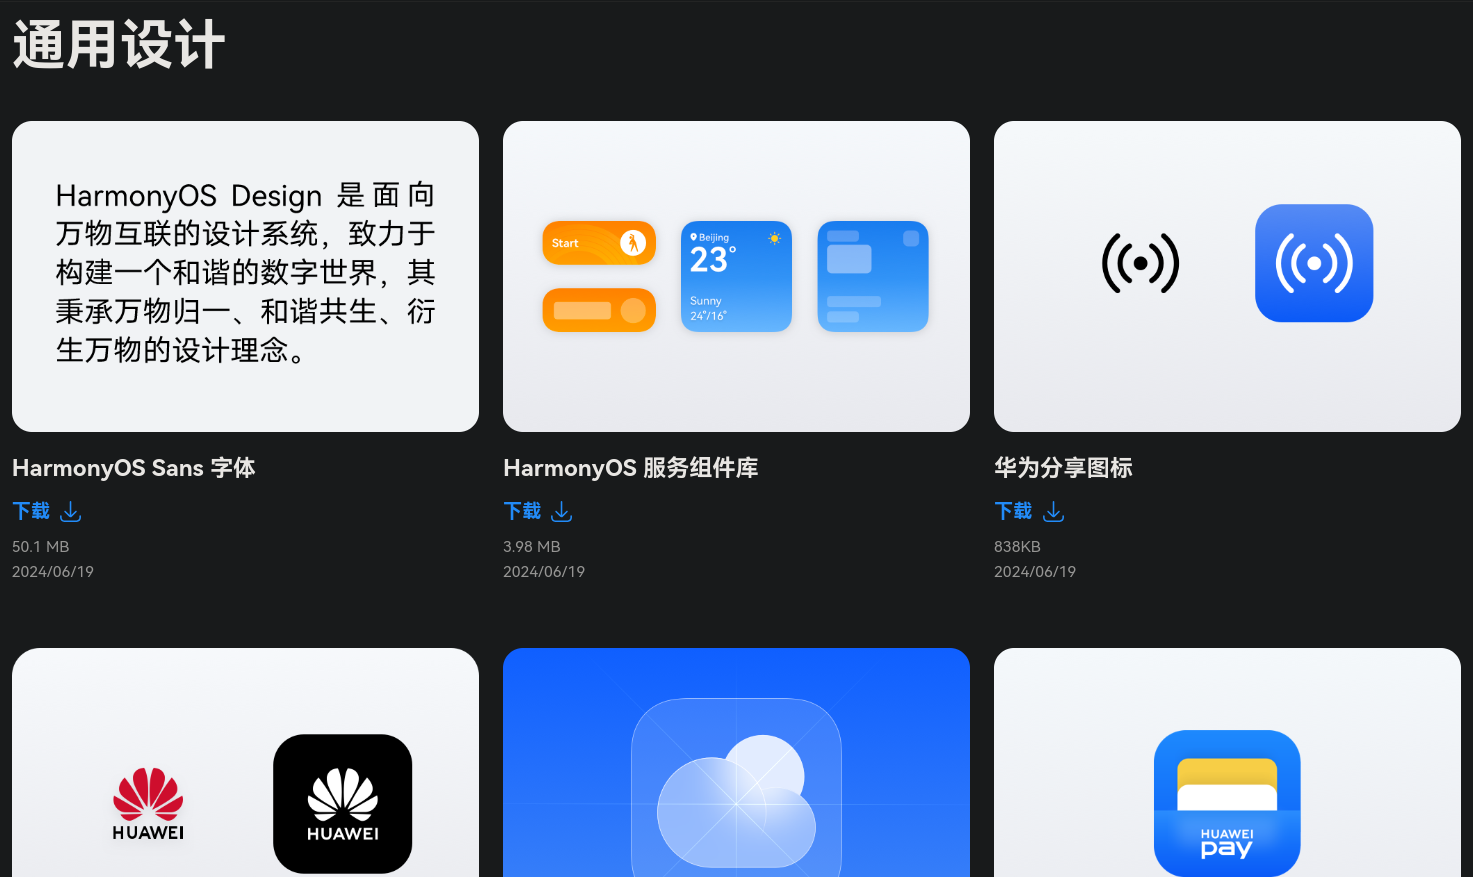 通用设计
HarmonyOS Design 是面向
万物互联的设计系统，致力于
构建一个和谐的数字世界，其
秉承万物归一、和谐共生、衍
生万物的设计理念。
HarmonyOS Sans 字体
下载
50.1 MB
2024/06/19
Start
Beijing
23°
Sunny
24°/16°
HarmonyOS 服务组件库
下载
3.98 MB
2024/06/19
华为分享图标
下载
838KB
2024/06/19
HUAWEI
HUAWEI
HUAWEI
pay